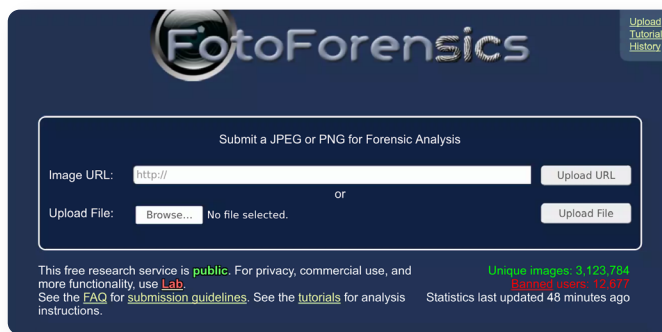 FotoForensics
Upload
Tutorial
History
Submit a JPEG or PNG for Forensic Analysis
Image URL:
http://
Upload URL
or
Upload File:
Browse...
No file selected.
Upload File
This free research service is public. For privacy, commercial use, and
more functionality, use Lab.
See the FAQ for submission guidelines. See the tutorials for analysis
instructions.
Unique images: 3,123,784
Banned users: 12,677
Statistics last updated 48 minutes ago